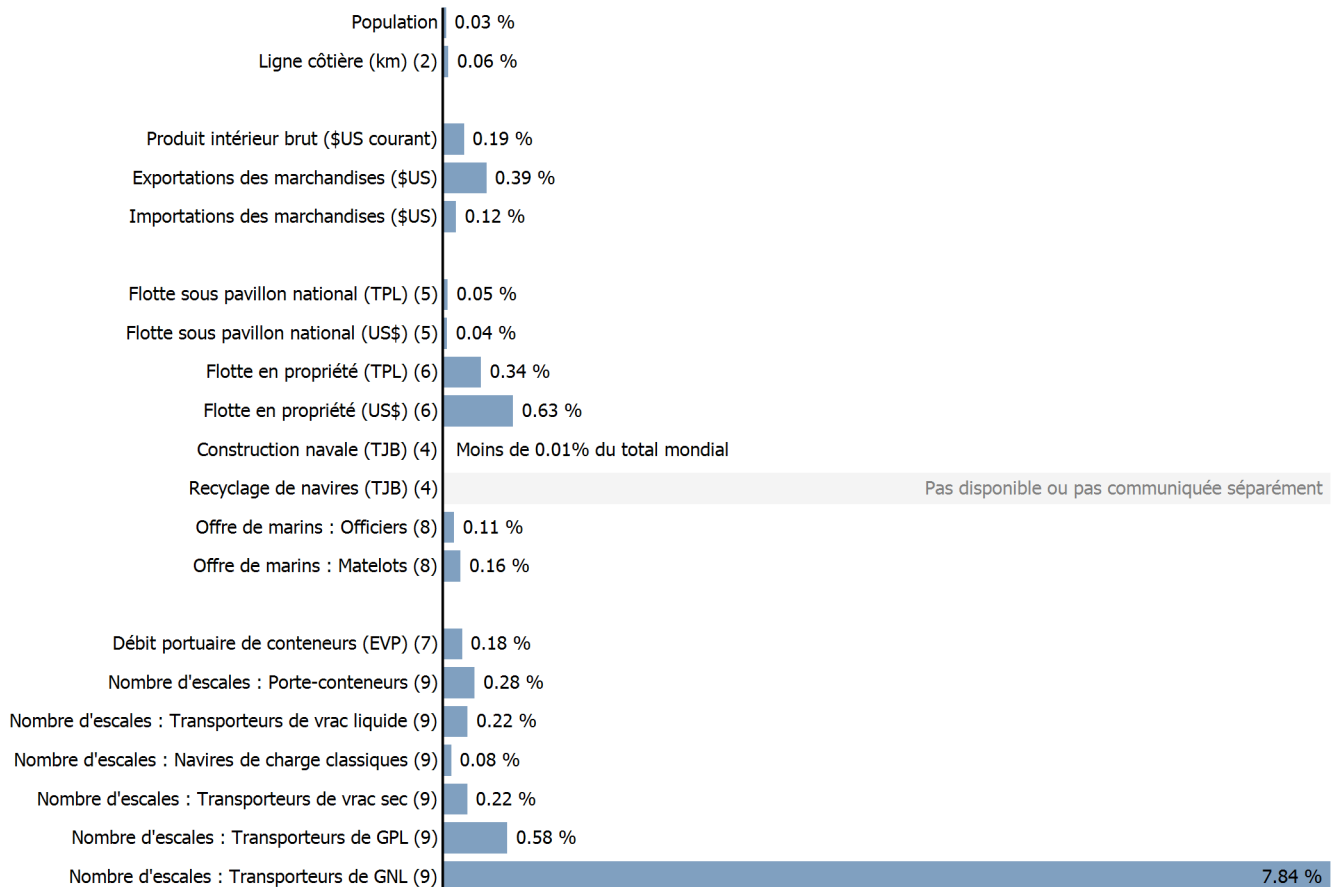 Population 0.03 %
Ligne côtière (km) (2) 0.06 %
Produit intérieur brut ($US courant) 0.19 %
Exportations des marchandises ($US) 0.39 %
Importations des marchandises ($US) 0.12 %
Flotte sous pavillon national (TPL) (5) 0.05 %
Flotte sous pavillon national (US$) (5) 0.04 %
Flotte en propriété (TPL) (6) 0.34 %
Flotte en propriété (US$) (6) 0.63 %
Construction navale (TJB) (4) Moins de 0.01% du total mondial
Recyclage de navires (TJB) (4) Pas disponible ou pas communiquée séparément
Offre de marins : Officiers (8) 0.11 %
Offre de marins : Matelots (8) 0.16 %
Débit portuaire de conteneurs (EVP) (7) 0.18 %
Nombre d'escales : Porte-conteneurs (9) 0.28 %
Nombre d'escales : Transporteurs de vrac liquide (9) 0.22 %
Nombre d'escales : Navires de charge classiques (9) 0.08 %
Nombre d'escales : Transporteurs de vrac sec (9) 0.22 %
Nombre d'escales : Transporteurs de GPL (9) 0.58 %
Nombre d'escales : Transporteurs de GNL (9) 7.84 %